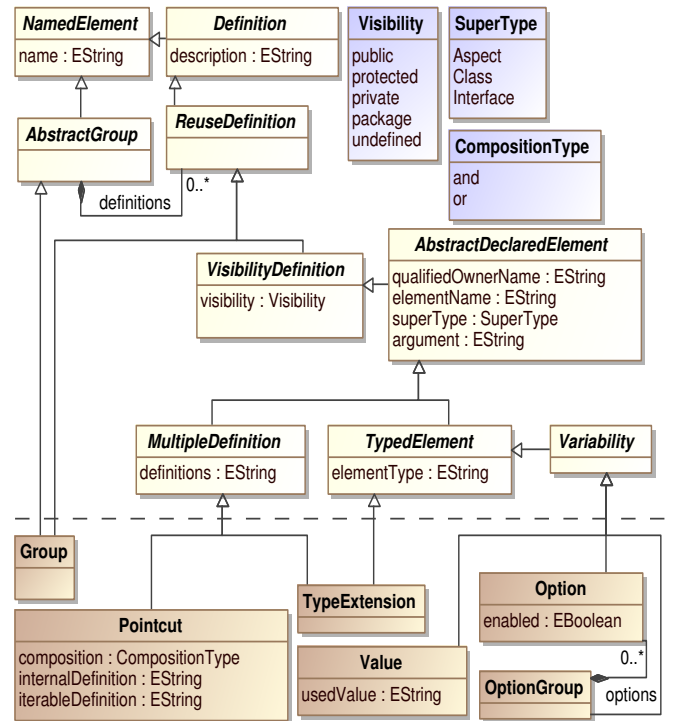 NamedElement
name : EString
Definition
description : EString
Visibility
public
protected
private
package
undefined
SuperType
Aspect
Class
Interface
AbstractGroup
ReuseDefinition
CompositionType
and
or
0..*
definitions
VisibilityDefinition
visibility : Visibility
AbstractDeclaredElement
qualifiedOwnerName : EString
elementName : EString
superType : SuperType
argument : EString
MultipleDefinition
definitions : EString
TypedElement
elementType : EString
Variability
Group
Pointcut
composition : CompositionType
internalDefinition : EString
iterableDefinition : EString
TypeExtension
Value
usedValue : EString
Option
enabled : EBoolean
0..*
OptionGroup
options